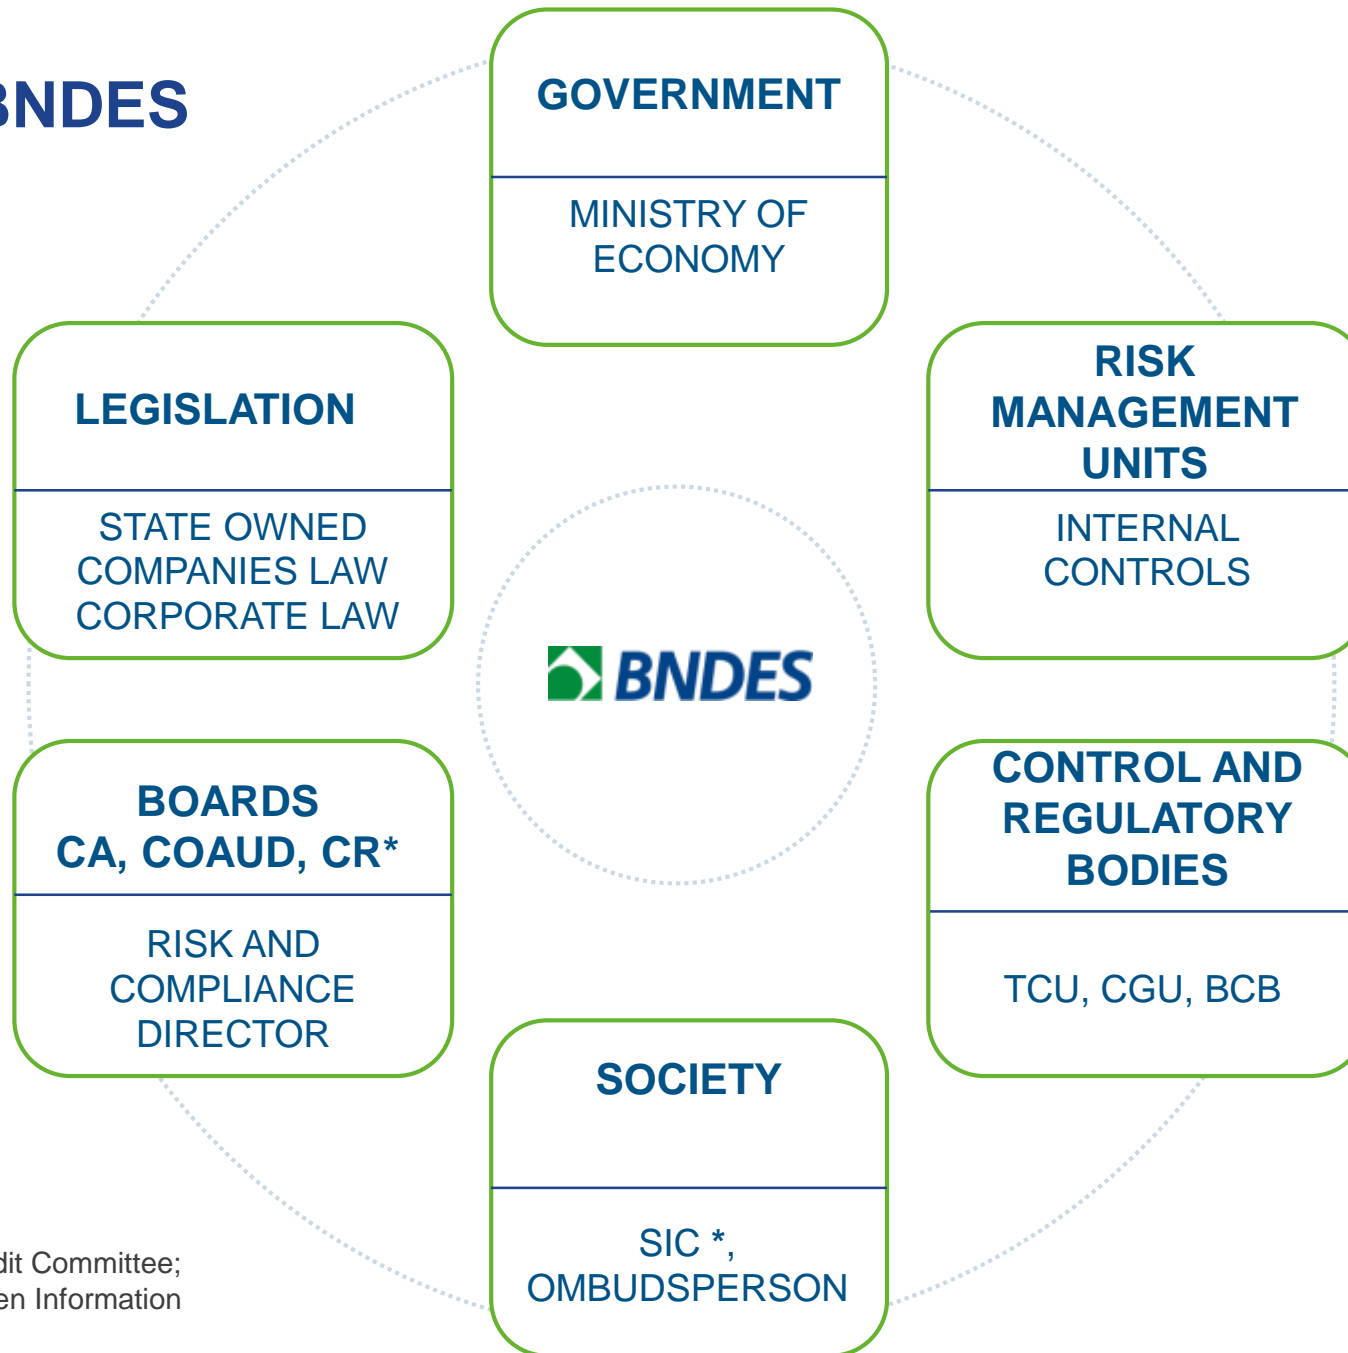 BNDES
GOVERNMENT
MINISTRY OF
ECONOMY
LEGISLATION
STATE OWNED
COMPANIES LAW
CORPORATE LAW
RISK
MANAGEMENT
UNITS
INTERNAL
CONTROLS
BNDES
BOARDS
CA, COAUD, CR*
RISK AND
COMPLIANCE
DIRECTOR
CONTROL AND
REGULATORY
BODIES
TCU, CGU, BCB
SOCIETY
SIC *,
OMBUDSPERSON
Committee;
Information